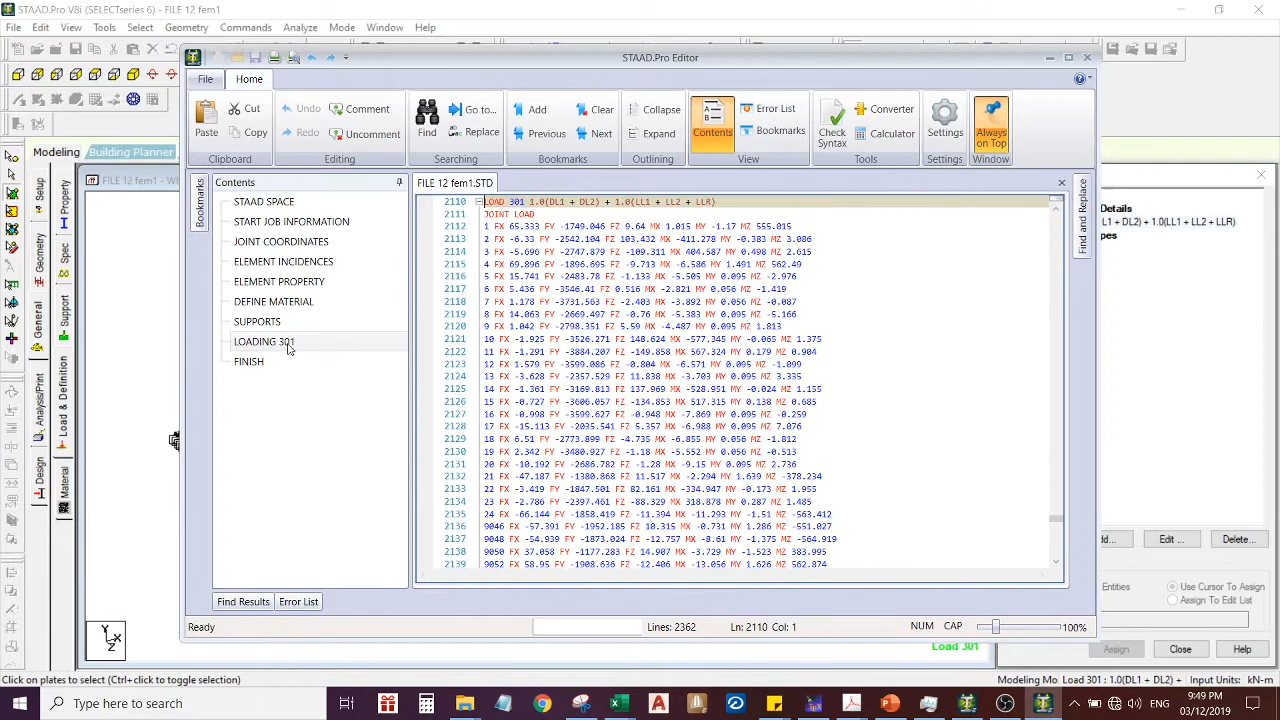 STAAD.Pro V8i (SELECTseries 6) - FILE 12 fem1
File Edit View Tools Select Geometry Commands Analyze Mode Window Help
STAAD.Pro Editor
File Home
Paste Cut Copy
Undo Redo Comment Uncomment
Find Go to... Replace
Add Previous Clear Next
Collapse Expand
Contents Error List Bookmarks
Check Syntax Converter Calculator
Settings
Always on Top
Clipboard Editing Searching Bookmarks Outlining View Tools Settings Window
Modeling Building Planner
FILE 12 fem1 - Wh
Property
Spec
Support
Load & Definition
Material
Geometry
General
Analysis/Print
Design
Bookmarks
Contents
STAAD SPACE
START JOB INFORMATION
JOINT COORDINATES
ELEMENT INCIDENCES
ELEMENT PROPERTY
DEFINE MATERIAL
SUPPORTS
LOADING 301
FINISH
FILE 12 fem1.STD
2110 LOAD 301 1.0(DL1 + DL2) + 1.0(LL1 + LL2 + LLR)
2111 JOINT LOAD
2112 1 FX 65.333 FY -1749.046 FZ 9.64 MX 1.015 MY -1.17 MZ 555.015
2113 2 FX -6.33 FY -2542.104 FZ 103.432 MX -411.278 MY -0.383 MZ 3.086
2114 3 FX -5.696 FY -2747.879 FZ -109.311 MX 404.587 MY 0.498 MZ 2.615
2115 4 FX 69.896 FY -1896.695 FZ -9.713 MX -6.586 MY 1.491 MZ 562.49
2116 5 FX 15.741 FY -2483.78 FZ -1.133 MX -5.505 MY 0.095 MZ -2.976
2117 6 FX 5.436 FY -3546.41 FZ 0.516 MX -2.821 MY 0.056 MZ -1.419
2118 7 FX 1.178 FY -3731.563 FZ -2.403 MX -3.892 MY 0.056 MZ -0.087
2119 8 FX 14.063 FY -2669.497 FZ -0.76 MX -5.383 MY 0.095 MZ -5.166
2120 9 FX 1.042 FY -2798.351 FZ 5.59 MX -4.487 MY 0.095 MZ 1.813
2121 10 FX -1.925 FY -3526.271 FZ 148.624 MX -577.345 MY -0.065 MZ 1.375
2122 11 FX -1.291 FY -3884.207 FZ -149.858 MX 567.324 MY 0.179 MZ 0.904
2123 12 FX 1.579 FY -3599.086 FZ -0.804 MX -6.571 MY 0.095 MZ -1.099
2124 13 FX -3.628 FY -2357.529 FZ 11.838 MX -3.703 MY 0.095 MZ 3.335
2125 14 FX -1.361 FY -3169.813 FZ 137.969 MX -528.951 MY -0.024 MZ 1.155
2126 15 FX -0.727 FY -3606.057 FZ -134.853 MX 517.315 MY 0.138 MZ 0.685
2127 16 FX -0.998 FY -3599.627 FZ -0.948 MX -7.869 MY 0.095 MZ -0.259
2128 17 FX -15.113 FY -2035.541 FZ 5.357 MX -6.988 MY 0.095 MZ 7.076
2129 18 FX 6.51 FY -2773.899 FZ -4.735 MX -6.855 MY 0.056 MZ -1.812
2130 19 FX 2.342 FY -3480.927 FZ -1.18 MX -5.552 MY 0.056 MZ -0.513
2131 20 FX -10.192 FY -2686.782 FZ -1.28 MX -9.15 MY 0.095 MZ 2.736
2132 21 FX -47.187 FY -1380.868 FZ 11.517 MX -2.294 MY 1.639 MZ -378.234
2133 22 FX -3.419 FY -1847.501 FZ 82.161 MX -334.947 MY -0.173 MZ 1.955
2134 23 FX -2.786 FY -2397.461 FZ -88.329 MX 318.878 MY 0.287 MZ 1.485
2135 24 FX -66.144 FY -1858.419 FZ -11.394 MX -11.293 MY -1.51 MZ -563.412
2136 9046 FX -57.391 FY -1952.185 FZ 10.315 MX -0.731 MY 1.286 MZ -551.027
2137 9048 FX -54.939 FY -1873.024 FZ -12.757 MX -8.61 MY -1.375 MZ -564.919
2138 9050 FX 37.058 FY -1177.283 FZ 14.907 MX -3.729 MY -1.523 MZ 383.995
2139 9052 FX 58.95 FY -1908.636 FZ -12.406 MX -13.056 MY 1.626 MZ 562.874
Find and Replace
Details
1 + DL2) + 1.0(LL1 + LL2 + LLR)
pes
dd... Edit ... Delete...
Entities
Use Cursor To Assign
Assign To Edit List
Assign Close Help
Find Results Error List
Ready Lines: 2362 Ln: 2110 Col: 1 NUM CAP 100%
Load 301
Click on plates to select (Ctrl+click to toggle selection)
Modeling Mo Load 301 : 1.0(DL1 + DL2) + Input Units: kN-m
Type here to search
ENG
9:49 PM
03/12/2019